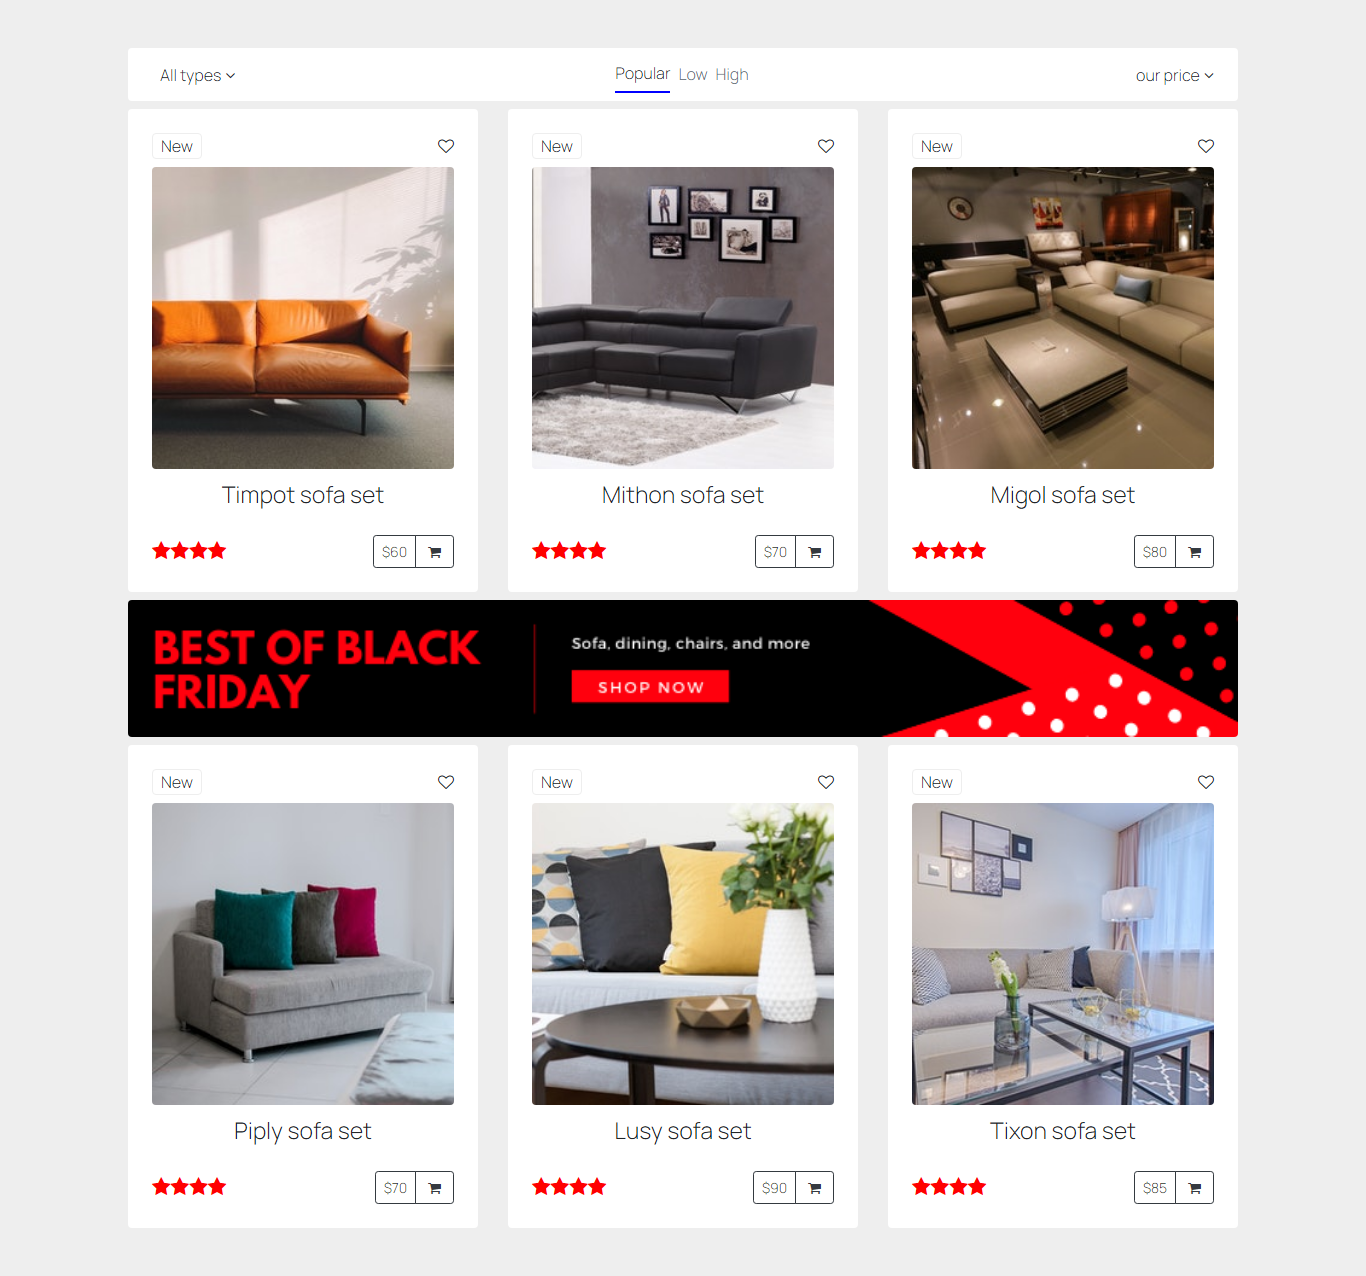 All types
Popular Low High
our price
New
New
New
Timpot sofa set
Mithon sofa set
Migol sofa set
$60
$70
$80
BEST OF BLACK
FRIDAY
Sofa, dining, chairs, and more
SHOP NOW
New
New
New
Piply sofa set
Lusy sofa set
Tixon sofa set
$70
$90
$85